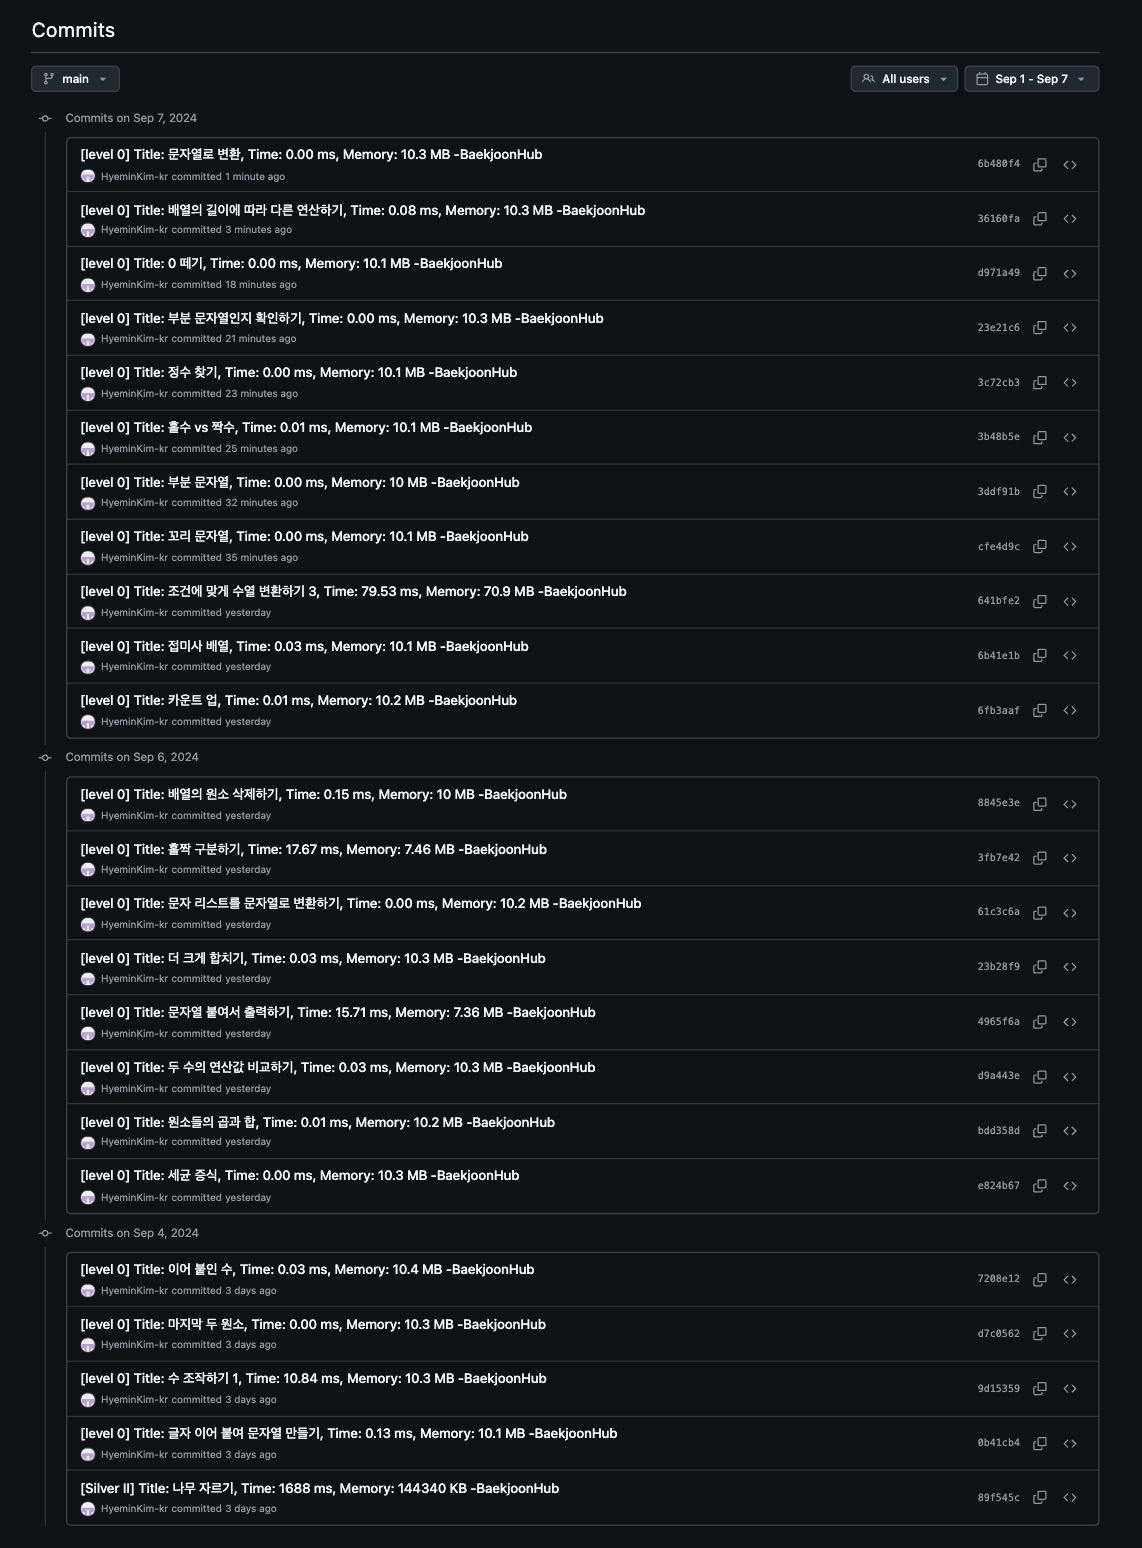 Commits
main
All users
Sep 1 - Sep 7
Commits on Sep 7, 2024
[level 0] Title: 문자열로 변환, Time: 0.00 ms, Memory: 10.3 MB -BaekjoonHub
6b480f4
HyeminKim-kr committed 1 minute ago
[level 0] Title: 배열의 길이에 따라 다른 연산하기, Time: 0.08 ms, Memory: 10.3 MB -BaekjoonHub
36160fa
HyeminKim-kr committed 3 minutes ago
[level 0] Title: 0 떼기, Time: 0.00 ms, Memory: 10.1 MB -BaekjoonHub
d971a49
HyeminKim-kr committed 18 minutes ago
[level 0] Title: 부분 문자열인지 확인하기, Time: 0.00 ms, Memory: 10.3 MB -BaekjoonHub
23e21c6
HyeminKim-kr committed 21 minutes ago
[level 0] Title: 정수 찾기, Time: 0.00 ms, Memory: 10.1 MB -BaekjoonHub
3c72cb3
HyeminKim-kr committed 23 minutes ago
[level 0] Title: 홀수 vs 짝수, Time: 0.01 ms, Memory: 10.1 MB -BaekjoonHub
3b48b5e
HyeminKim-kr committed 25 minutes ago
[level 0] Title: 부분 문자열, Time: 0.00 ms, Memory: 10 MB -BaekjoonHub
3ddf91b
HyeminKim-kr committed 32 minutes ago
[level 0] Title: 꼬리 문자열, Time: 0.00 ms, Memory: 10.1 MB -BaekjoonHub
cfe4d9c
HyeminKim-kr committed 35 minutes ago
[level 0] Title: 조건에 맞게 수열 변환하기 3, Time: 79.53 ms, Memory: 70.9 MB -BaekjoonHub
641bfe2
HyeminKim-kr committed yesterday
[level 0] Title: 접미사 배열, Time: 0.03 ms, Memory: 10.1 MB -BaekjoonHub
6b41e1b
HyeminKim-kr committed yesterday
[level 0] Title: 카운트 업, Time: 0.01 ms, Memory: 10.2 MB -BaekjoonHub
6fb3aaf
HyeminKim-kr committed yesterday
Commits on Sep 6, 2024
[level 0] Title: 배열의 원소 삭제하기, Time: 0.15 ms, Memory: 10 MB -BaekjoonHub
8845e3e
HyeminKim-kr committed yesterday
[level 0] Title: 홀짝 구분하기, Time: 17.67 ms, Memory: 7.46 MB -BaekjoonHub
3fb7e42
HyeminKim-kr committed yesterday
[level 0] Title: 문자 리스트를 문자열로 변환하기, Time: 0.00 ms, Memory: 10.2 MB -BaekjoonHub
61c3c6a
HyeminKim-kr committed yesterday
[level 0] Title: 더 크게 합치기, Time: 0.03 ms, Memory: 10.3 MB -BaekjoonHub
23b28f9
HyeminKim-kr committed yesterday
[level 0] Title: 문자열 붙여서 출력하기, Time: 15.71 ms, Memory: 7.36 MB -BaekjoonHub
4965f6a
HyeminKim-kr committed yesterday
[level 0] Title: 두 수의 연산값 비교하기, Time: 0.03 ms, Memory: 10.3 MB -BaekjoonHub
d9a443e
HyeminKim-kr committed yesterday
[level 0] Title: 원소들의 곱과 합, Time: 0.01 ms, Memory: 10.2 MB -BaekjoonHub
bdd358d
HyeminKim-kr committed yesterday
[level 0] Title: 세균 증식, Time: 0.00 ms, Memory: 10.3 MB -BaekjoonHub
e824b67
HyeminKim-kr committed yesterday
Commits on Sep 4, 2024
[level 0] Title: 이어 붙인 수, Time: 0.03 ms, Memory: 10.4 MB -BaekjoonHub
7208e12
HyeminKim-kr committed 3 days ago
[level 0] Title: 마지막 두 원소, Time: 0.00 ms, Memory: 10.3 MB -BaekjoonHub
d7c0562
HyeminKim-kr committed 3 days ago
[level 0] Title: 수 조작하기 1, Time: 10.84 ms, Memory: 10.3 MB -BaekjoonHub
9d15359
HyeminKim-kr committed 3 days ago
[level 0] Title: 글자 이어 붙여 문자열 만들기, Time: 0.13 ms, Memory: 10.1 MB -BaekjoonHub
0b41cb4
HyeminKim-kr committed 3 days ago
[Silver II] Title: 나무 자르기, Time: 1688 ms, Memory: 144340 KB -BaekjoonHub
89f545c
HyeminKim-kr committed 3 days ago